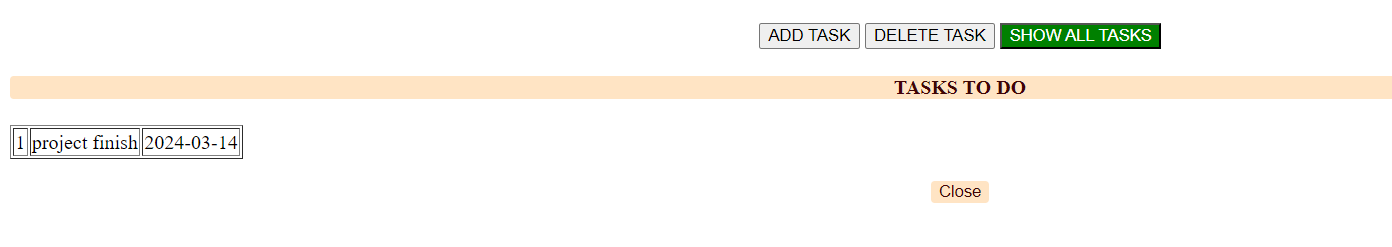 ADD TASK DELETE TASK SHOW ALL TASKS
TASKS TO DO
1 project finish 2024-03-14
Close